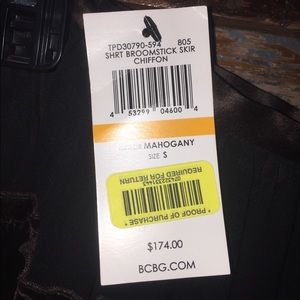 TPD30790-594 805
SHRT BROOMSTICK SKIR
CHIFFON
4 53299 04600 4
MAHOGANY
SIZE S
REQUIRED FOR RETURN
* PROOF OF PURCHASE *
$174.00
BCBG.COM